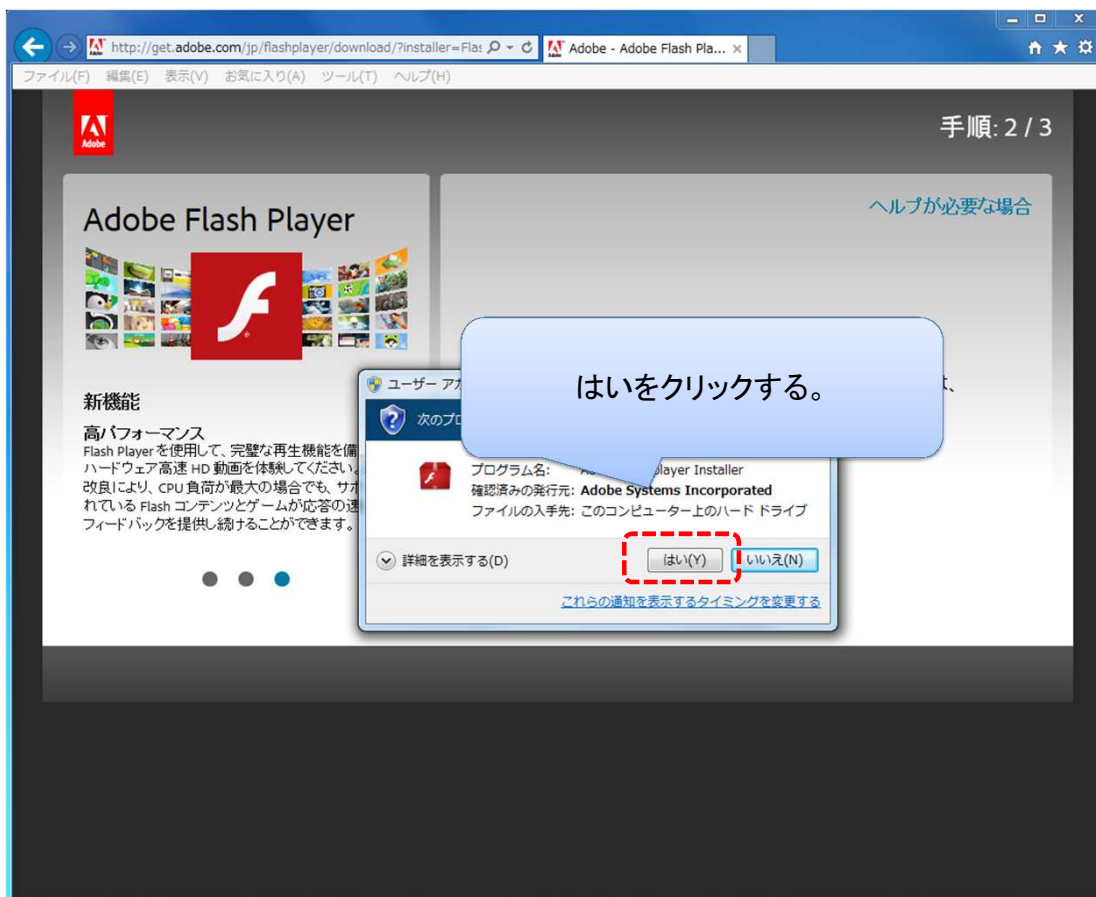 http://get.adobe.com/jp/flashplayer/download/?installer=Flas
Adobe - Adobe Flash Pla...
ファイル(F) 編集(E) 表示(V) お気に入り(A) ツール(T) ヘルプ(H)
Adobe
手順: 2 / 3
ヘルプが必要な場合
Adobe Flash Player
新機能
高パフォーマンス
Flash Player を使用して、完璧な再生機能を備
ハードウェア高速 HD 動画を体験してください。
改良により、CPU 負荷が最大の場合でも、サポ
れている Flash コンテンツとゲームが応答の速
フィードバックを提供し続けることができます。
はいをクリックする。
ユーザー アカ
次のプロ
プログラム名: layer Installer
確認済みの発行元: Adobe Systems Incorporated
ファイルの入手先: このコンピューター上のハード ドライブ
詳細を表示する(D)
はい(Y)
いいえ(N)
これらの通知を表示するタイミングを変更する